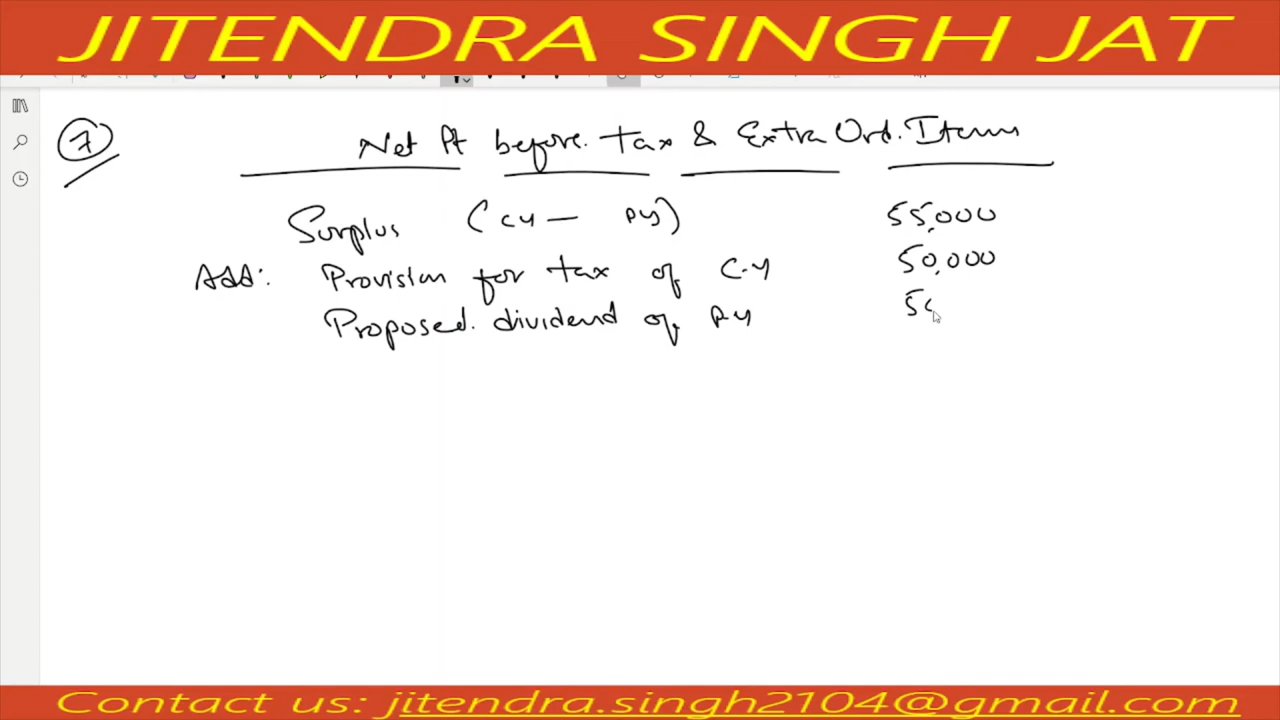 JITENDRA SINGH JAT
7
Net Pt before tax & Extra Ord. Items
Surplus (CY — PY) 55,000
Add: Provision for tax of C.Y 50,000
Proposed dividend of P.Y 5
Contact us: jitendra.singh2104@gmail.com